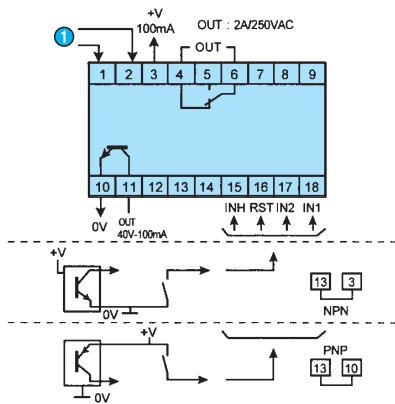 +V
100mA
OUT : 2A/250VAC
1
OUT
1 2 3 4 5 6 7 8 9
10 11 12 13 14 15 16 17 18
0V
OUT
40V-100mA
INH RST IN2 IN1
+V
0V
13 3
NPN
+V
0V
PNP
13 10